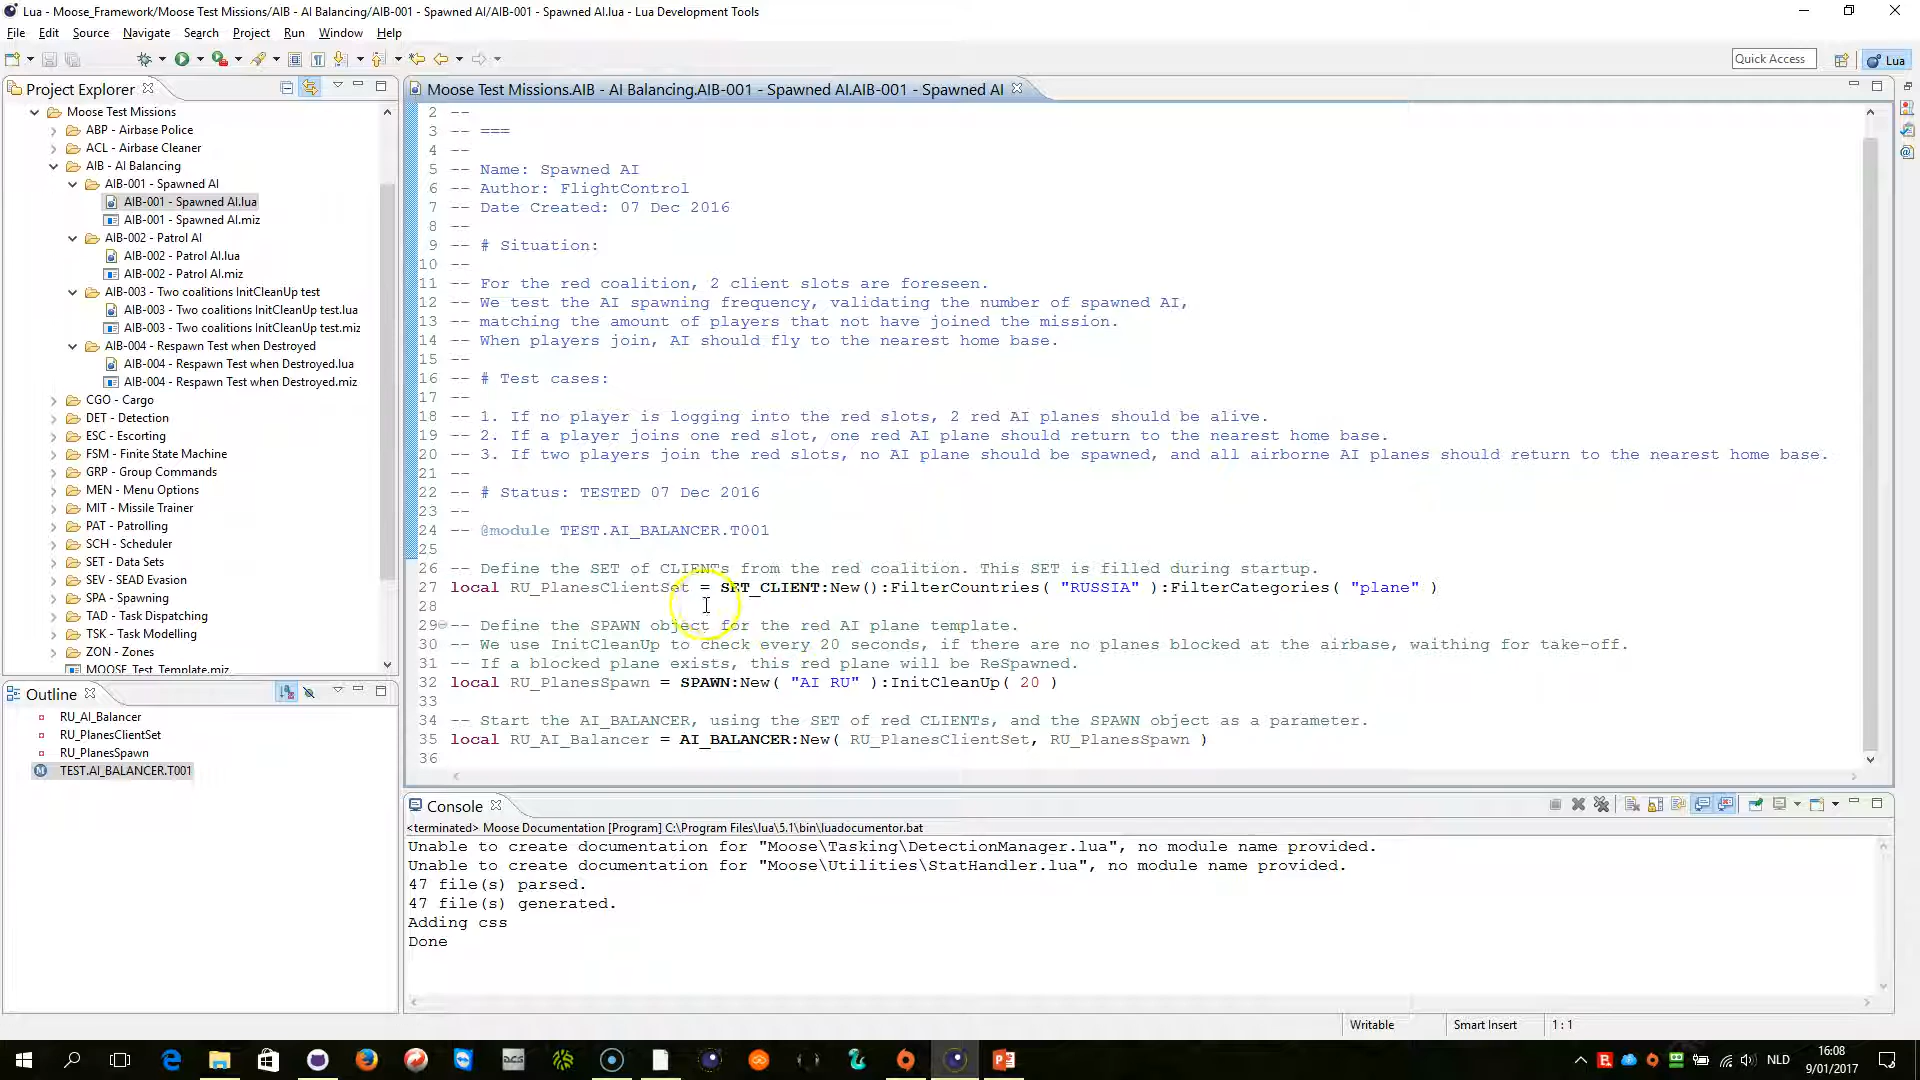 Lua - Moose_Framework/Moose Test Missions/AIB - AI Balancing/AIB-001 - Spawned AI/AIB-001 - Spawned AI.lua - Lua Development Tools
File Edit Source Navigate Search Project Run Window Help
Quick Access
Lua
Project Explorer
Moose Test Missions
ABP - Airbase Police
ACL - Airbase Cleaner
AIB - AI Balancing
AIB-001 - Spawned AI
AIB-001 - Spawned AI.lua
AIB-001 - Spawned AI.miz
AIB-002 - Patrol AI
AIB-002 - Patrol AI.lua
AIB-002 - Patrol AI.miz
AIB-003 - Two coalitions InitCleanUp test
AIB-003 - Two coalitions InitCleanUp test.lua
AIB-003 - Two coalitions InitCleanUp test.miz
AIB-004 - Respawn Test when Destroyed
AIB-004 - Respawn Test when Destroyed.lua
AIB-004 - Respawn Test when Destroyed.miz
CGO - Cargo
DET - Detection
ESC - Escorting
FSM - Finite State Machine
GRP - Group Commands
MEN - Menu Options
MIT - Missile Trainer
PAT - Patrolling
SCH - Scheduler
SET - Data Sets
SEV - SEAD Evasion
SPA - Spawning
TAD - Task Dispatching
TSK - Task Modelling
ZON - Zones
MOOSE_Test_Template.miz
Outline
RU_AI_Balancer
RU_PlanesClientSet
RU_PlanesSpawn
TEST.AI_BALANCER.T001
Moose Test Missions.AIB - AI Balancing.AIB-001 - Spawned AI.AIB-001 - Spawned AI
2 --
3 -- ===
4 --
5 -- Name: Spawned AI
6 -- Author: FlightControl
7 -- Date Created: 07 Dec 2016
8 --
9 -- # Situation:
10 --
11 -- For the red coalition, 2 client slots are foreseen.
12 -- We test the AI spawning frequency, validating the number of spawned AI,
13 -- matching the amount of players that not have joined the mission.
14 -- When players join, AI should fly to the nearest home base.
15 --
16 -- # Test cases:
17 --
18 -- 1. If no player is logging into the red slots, 2 red AI planes should be alive.
19 -- 2. If a player joins one red slot, one red AI plane should return to the nearest home base.
20 -- 3. If two players join the red slots, no AI plane should be spawned, and all airborne AI planes should return to the nearest home base.
21 --
22 -- # Status: TESTED 07 Dec 2016
23 --
24 -- @module TEST.AI_BALANCER.T001
25
26 -- Define the SET of CLIENTs from the red coalition. This SET is filled during startup.
27 local RU_PlanesClientSet = SET_CLIENT:New():FilterCountries( "RUSSIA" ):FilterCategories( "plane" )
28
29 -- Define the SPAWN object for the red AI plane template.
30 -- We use InitCleanUp to check every 20 seconds, if there are no planes blocked at the airbase, waithing for take-off.
31 -- If a blocked plane exists, this red plane will be ReSpawned.
32 local RU_PlanesSpawn = SPAWN:New( "AI RU" ):InitCleanUp( 20 )
33
34 -- Start the AI_BALANCER, using the SET of red CLIENTs, and the SPAWN object as a parameter.
35 local RU_AI_Balancer = AI_BALANCER:New( RU_PlanesClientSet, RU_PlanesSpawn )
36
Console
<terminated> Moose Documentation [Program] C:\Program Files\lua\5.1\bin\luadocumentor.bat
Unable to create documentation for "Moose\Tasking\DetectionManager.lua", no module name provided.
Unable to create documentation for "Moose\Utilities\StatHandler.lua", no module name provided.
47 file(s) parsed.
47 file(s) generated.
Adding css
Done
Writable Smart Insert 1 : 1
DCS
NLD
16:08
9/01/2017